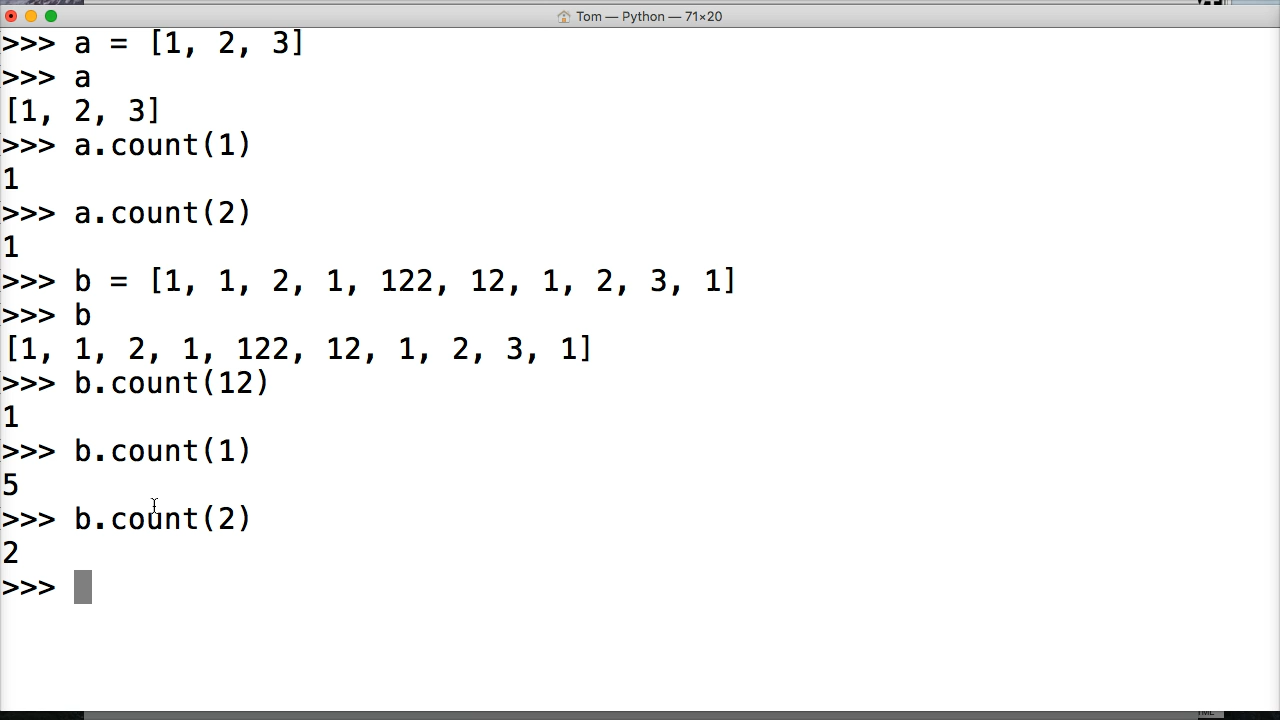 Tom — Python — 71×20
>>> a = [1, 2, 3]
>>> a
[1, 2, 3]
>>> a.count(1)
1
>>> a.count(2)
1
>>> b = [1, 1, 2, 1, 122, 12, 1, 2, 3, 1]
>>> b
[1, 1, 2, 1, 122, 12, 1, 2, 3, 1]
>>> b.count(12)
1
>>> b.count(1)
5
>>> b.count(2)
2
>>>